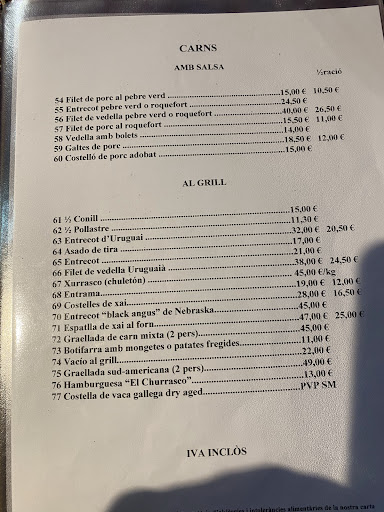 CARNS
AMB SALSA
½ració
54 Filet de porc al pebre verd ........ 15,00 € 10,50 €
55 Entrecot pebre verd o roquefort ........ 24,50 €
56 Filet de vedella pebre verd o roquefort ........ 40,00 € 26,50 €
57 Filet de porc al roquefort ........ 15,50 € 11,00 €
58 Vedella amb bolets ........ 14,00 €
59 Galtes de porc ........ 18,50 € 12,00 €
60 Costelló de porc adobat ........ 15,00 €
AL GRILL
61 ½ Conill ........ 15,00 €
62 ½ Pollastre ........ 11,30 €
63 Entrecot d'Uruguai ........ 32,00 € 20,50 €
64 Asado de tira ........ 17,00 €
65 Entrecot ........ 21,00 €
66 Filet de vedella Uruguaià ........ 38,00 € 24,50 €
67 Xurrasco (chuletón) ........ 45,00 €/kg
68 Entrama ........ 19,00 € 12,00 €
69 Costelles de xai ........ 28,00 € 16,50 €
70 Entrecot "black angus" de Nebraska ........ 45,00 €
71 Espatlla de xai al forn ........ 47,00 € 25,00 €
72 Graellada de carn mixta (2 pers) ........ 45,00 €
73 Botifarra amb mongetes o patates fregides ........ 11,00 €
74 Vacío al grill ........ 22,00 €
75 Graellada sud-americana (2 pers) ........ 49,00 €
76 Hamburguesa "El Churrasco" ........ 13,00 €
77 Costella de vaca gallega dry aged ........ PVP SM
IVA INCLÒS
i intoleràncies alimentàries de la nostra carta